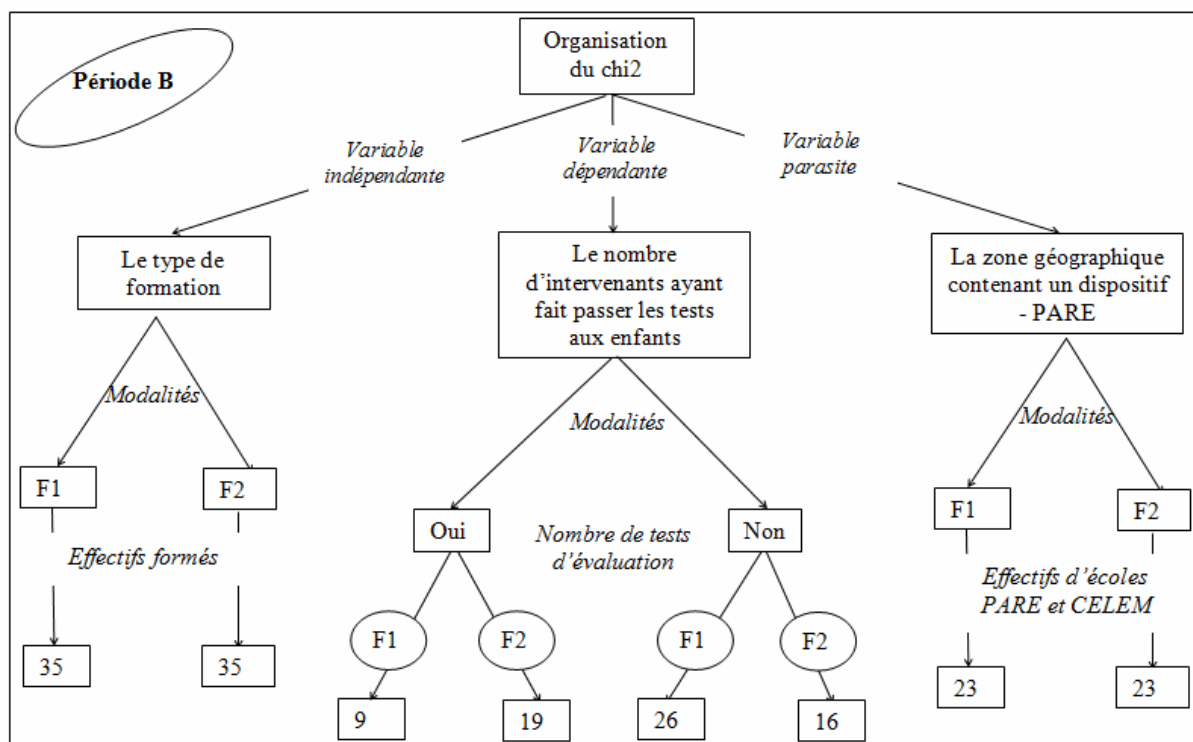 Organisation
du chi2
Période B
Variable
indépendante
Variable
dépendante
Variable
parasite
Le type de
formation
Le nombre
d'intervenants ayant
fait passer les tests
aux enfants
La zone géographique
contenant un dispositif
- PARE
Modalités
Modalités
Modalités
F1
F2
Oui
Non
F1
F2
Effectifs formés
Nombre de tests
d'évaluation
Effectifs d'écoles
PARE et CELEM
F1
F2
F1
F2
35
35
9
19
26
16
23
23